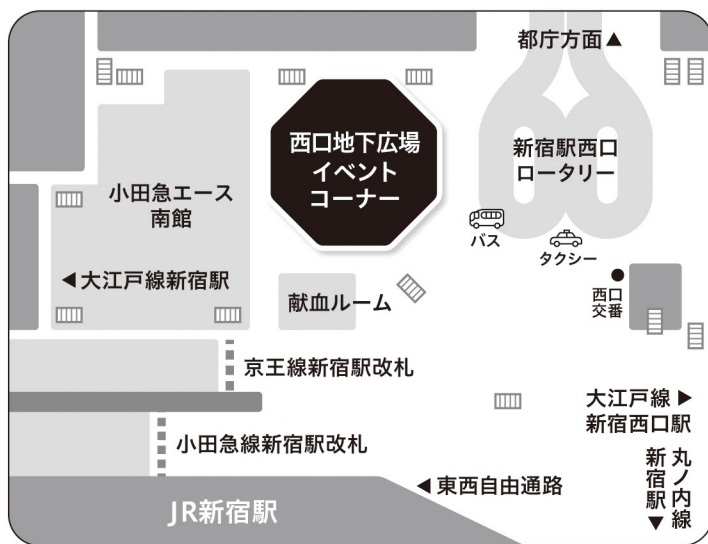 都庁方面▲
西口地下広場
イベント
コーナー
新宿駅西口
ロータリー
小田急エース
南館
バス
タクシー
◀大江戸線新宿駅
献血ルーム
西口
交番
京王線新宿駅改札
大江戸線▶
新宿西口駅
小田急線新宿駅改札
丸ノ内線
新宿駅▼
◀東西自由通路
JR新宿駅